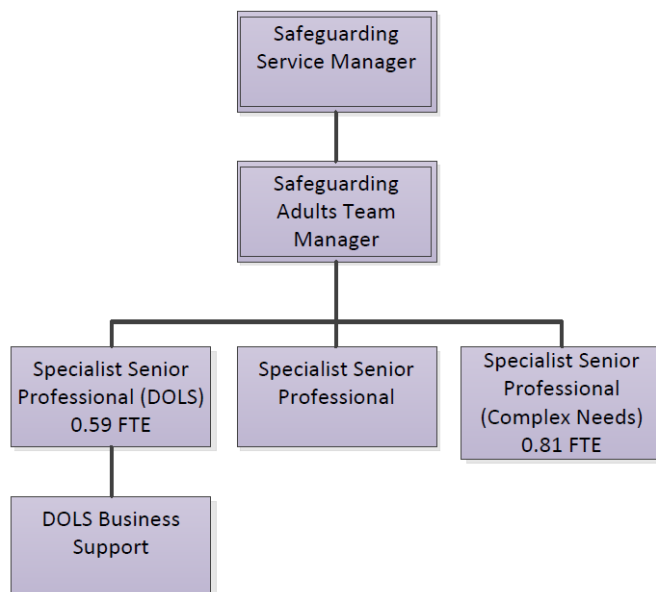 Safeguarding
Service Manager
Safeguarding
Adults Team
Manager
Specialist Senior
Professional (DOLS)
0.59 FTE
Specialist Senior
Professional
Specialist Senior
Professional
(Complex Needs)
0.81 FTE
DOLS Business
Support